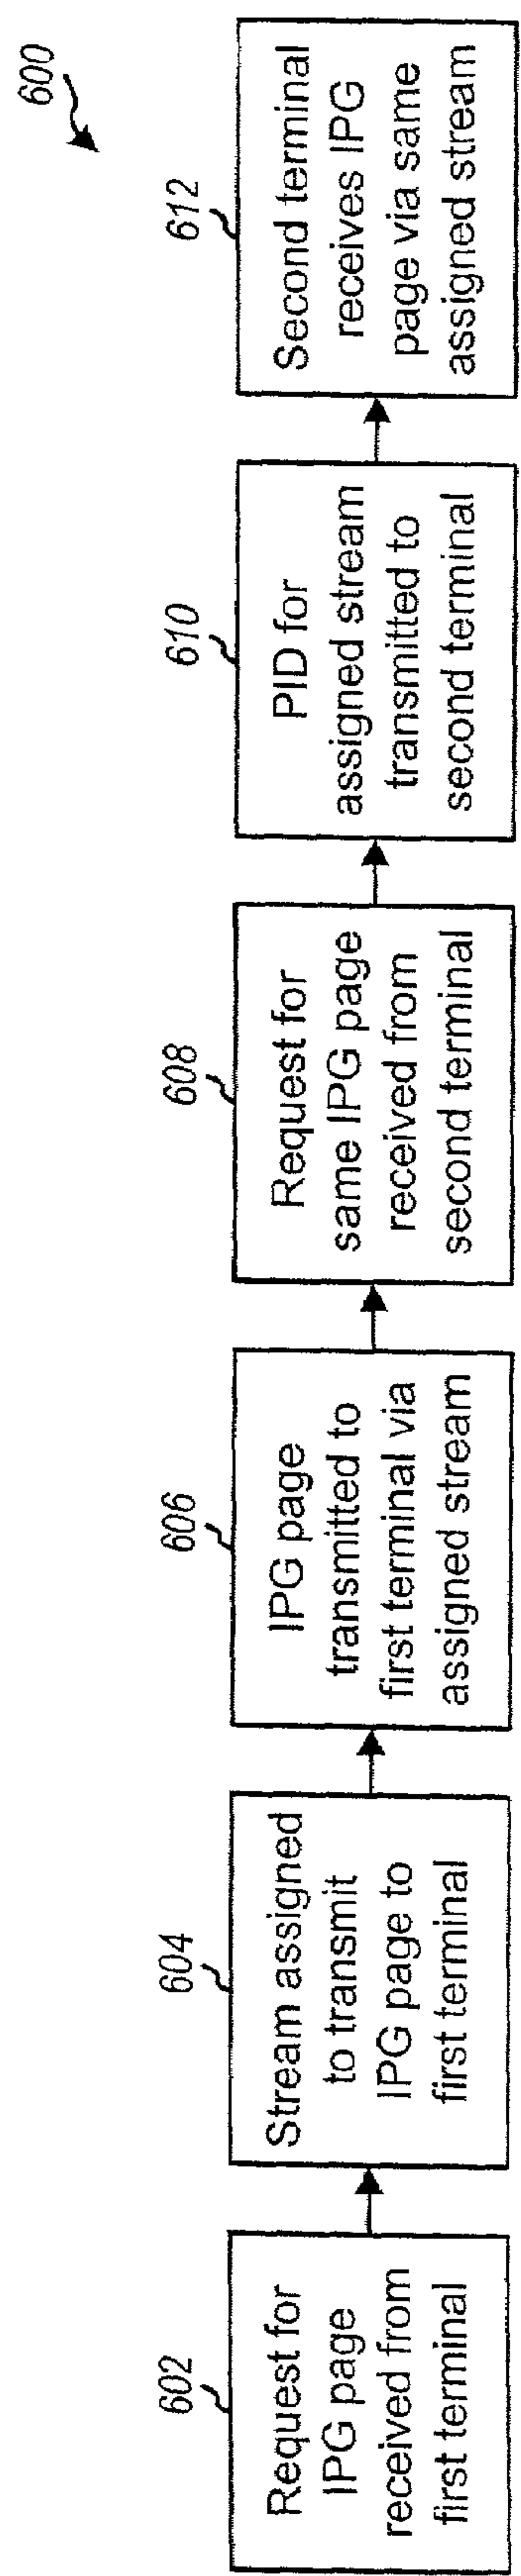 600
602
Request for
IPG page
received from
first terminal
604
Stream assigned
to transmit
IPG page to
first terminal
606
IPG page
transmitted to
first terminal via
assigned stream
608
Request for
same IPG page
received from
second terminal
610
PID for
assigned stream
transmitted to
second terminal
612
Second terminal
receives IPG
page via same
assigned stream